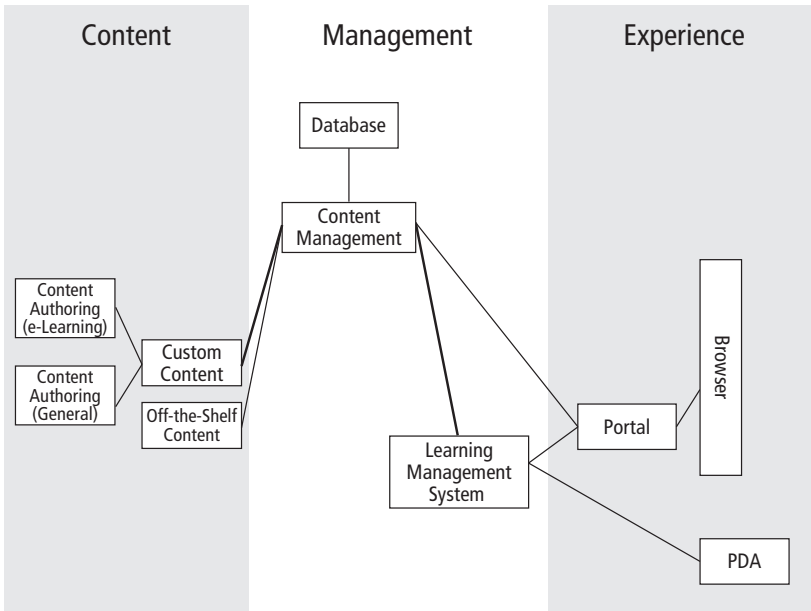 Content
Management
Experience
Database
Content
Management
Content
Authoring
(e-Learning)
Custom
Content
Content
Authoring
(General)
Off-the-Shelf
Content
Learning
Management
System
Portal
Browser
PDA